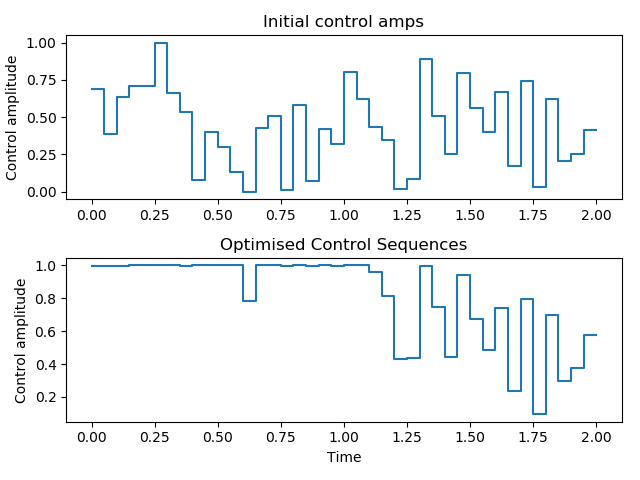 Initial control amps
Control amplitude
1.00
0.75
0.50
0.25
0.00
0.00 0.25 0.50 0.75 1.00 1.25 1.50 1.75 2.00
Optimised Control Sequences
Control amplitude
1.0
0.8
0.6
0.4
0.2
0.00 0.25 0.50 0.75 1.00 1.25 1.50 1.75 2.00
Time